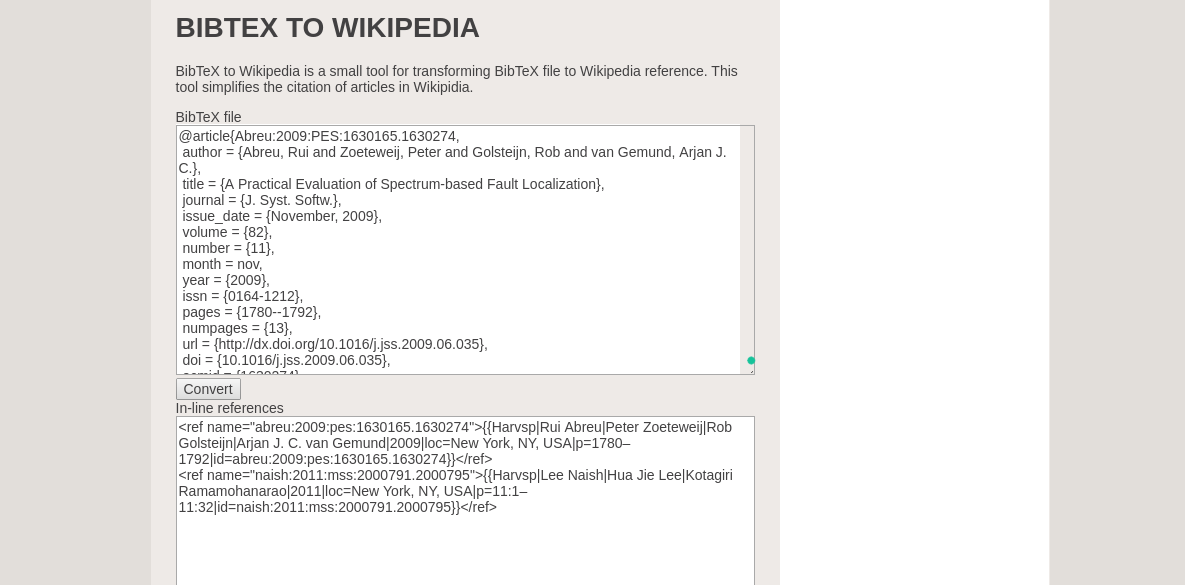 BIBTEX TO WIKIPEDIA
BibTeX to Wikipedia is a small tool for transforming BibTeX file to Wikipedia reference. This
tool simplifies the citation of articles in Wikipidia.
BibTeX file
@article{Abreu:2009:PES:1630165.1630274,
author = {Abreu, Rui and Zoeteweij, Peter and Golsteijn, Rob and van Gemund, Arjan J.
C.},
title = {A Practical Evaluation of Spectrum-based Fault Localization},
journal = {J. Syst. Softw.},
issue_date = {November, 2009},
volume = {82},
number = {11},
month = nov,
year = {2009},
issn = {0164-1212},
pages = {1780--1792},
numpages = {13},
url = {http://dx.doi.org/10.1016/j.jss.2009.06.035},
doi = {10.1016/j.jss.2009.06.035},
Convert
In-line references
<ref name="abreu:2009:pes:1630165.1630274">{{Harvsp|Rui Abreu|Peter Zoeteweij|Rob
Golsteijn|Arjan J. C. van Gemund|2009|loc=New York, NY, USA|p=1780–
1792|id=abreu:2009:pes:1630165.1630274}}</ref>
<ref name="naish:2011:mss:2000791.2000795">{{Harvsp|Lee Naish|Hua Jie Lee|Kotagiri
Ramamohanarao|2011|loc=New York, NY, USA|p=11:1–
11:32|id=naish:2011:mss:2000791.2000795}}</ref>